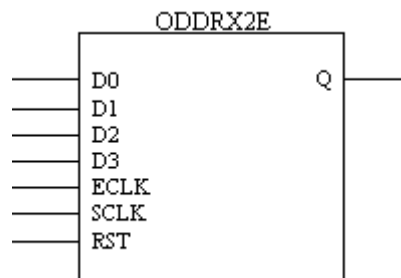 ODDRX2E
D0 Q
D1
D2
D3
ECLK
SCLK
RST